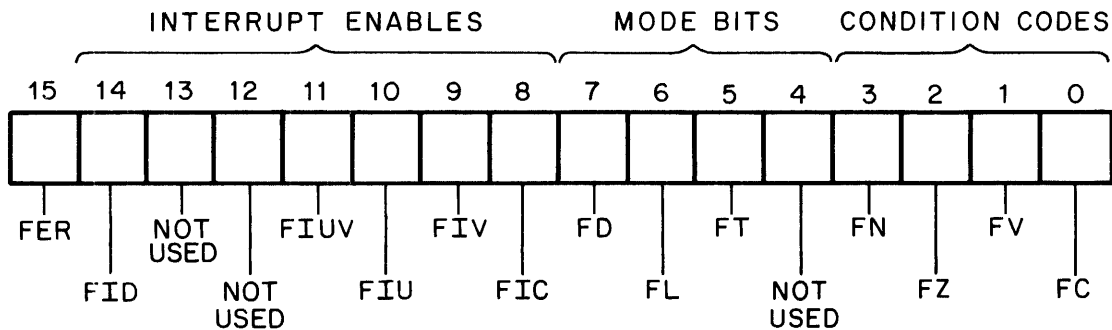 INTERRUPT ENABLES MODE BITS CONDITION CODES
15 14 13 12 11 10 9 8 7 6 5 4 3 2 1 0
FER NOT FIUV FIV FD FT FN FV
USED
FID NOT FIU FIC FL NOT FZ FC
USED USED